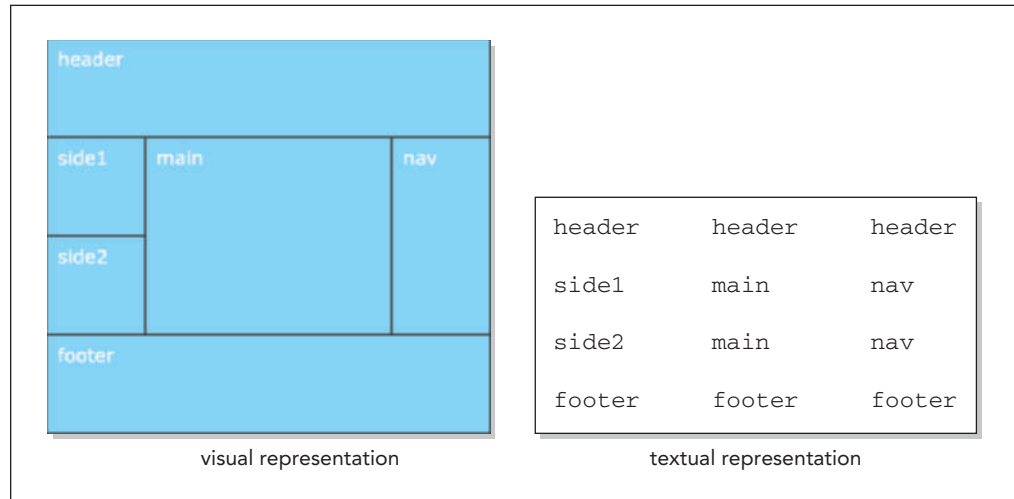 header
side1 main nav
side2
footer
visual representation
header header header
side1 main nav
side2 main nav
footer footer footer
textual representation